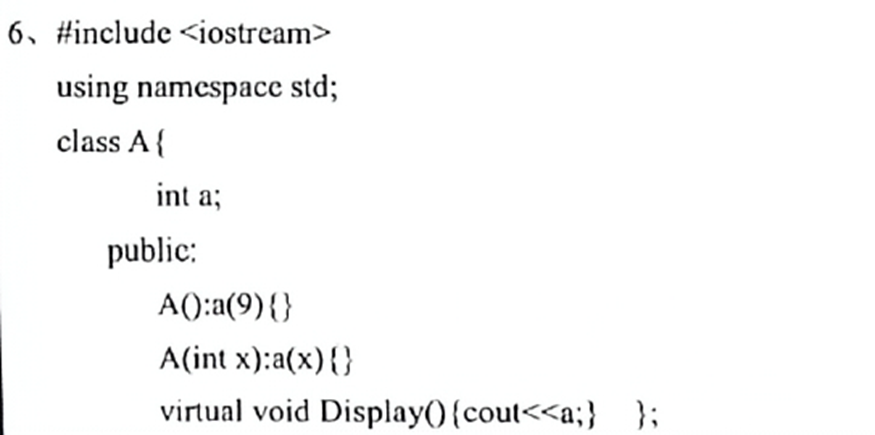 6、#include <iostream>
using namespace std;
class A{
int a;
public:
A():a(9){}
A(int x):a(x){}
virtual void Display(){cout<<a;} };